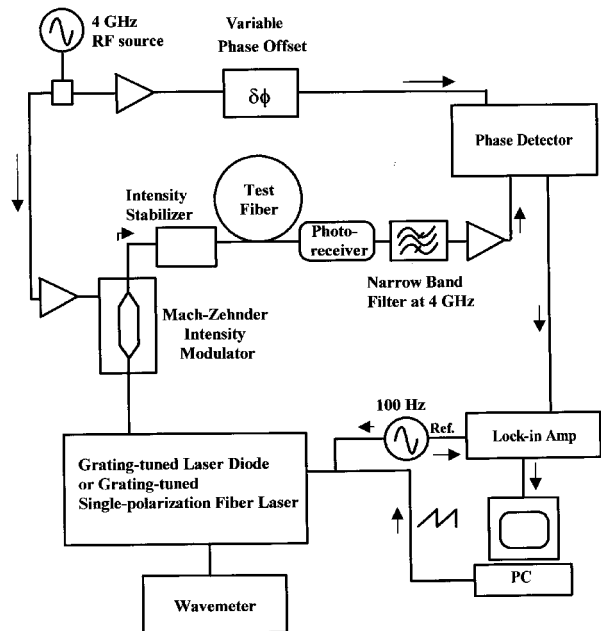 4 GHz
RF source
Variable
Phase Offset
δϕ
Phase Detector
Intensity
Stabilizer
Test
Fiber
Photo-
receiver
Narrow Band
Filter at 4 GHz
Mach-Zehnder
Intensity
Modulator
100 Hz
Ref.
Lock-in Amp
Grating-tuned Laser Diode
or Grating-tuned
Single-polarization Fiber Laser
PC
Wavemeter